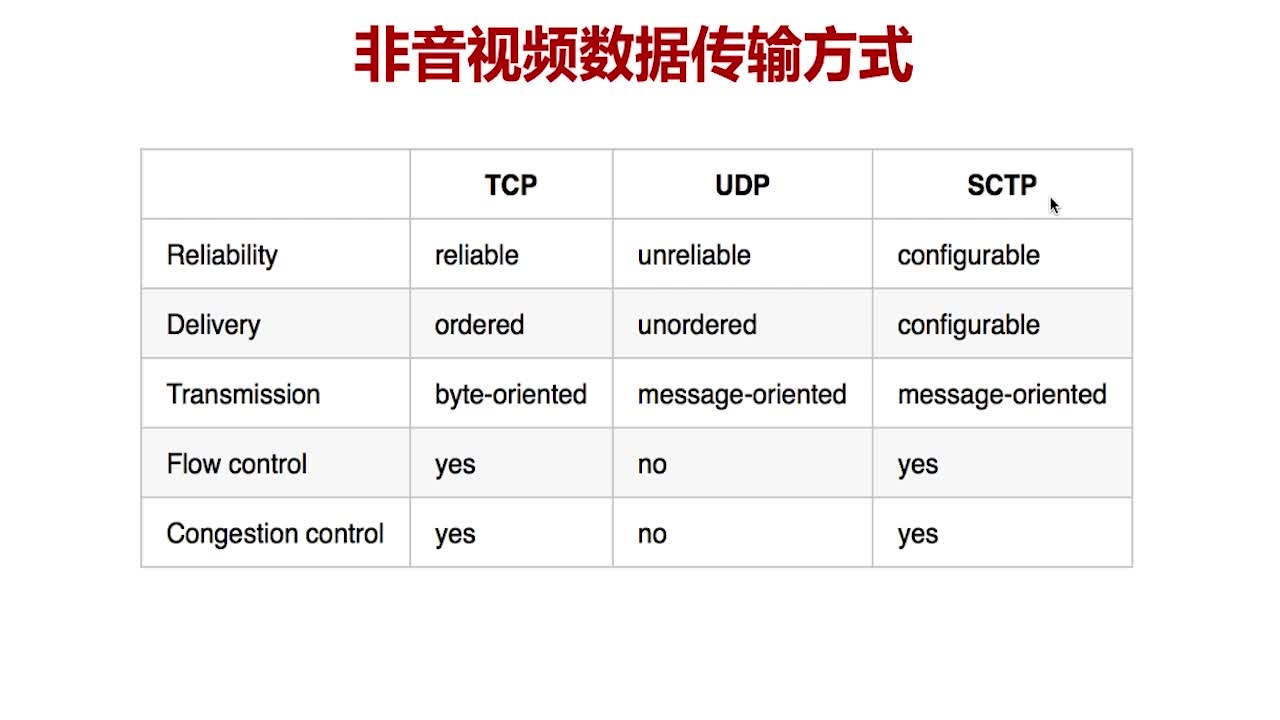 非音视频数据传输方式
TCP UDP SCTP
Reliability reliable unreliable configurable
Delivery ordered unordered configurable
Transmission byte-oriented message-oriented message-oriented
Flow control yes no yes
Congestion control yes no yes